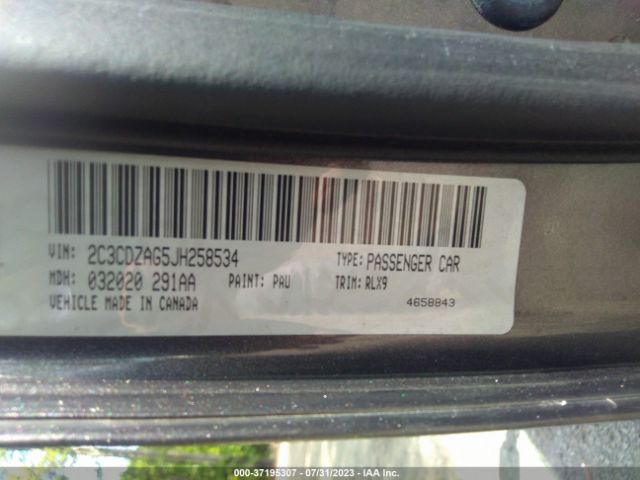 VIN: 2C3CDZAG5JH258534 TYPE: PASSENGER CAR
MDH: 032020 291AA PAINT: PAU TRIM: RLX9
VEHICLE MADE IN CANADA 4658843
000-37195307 - 07/31/2023 - IAA Inc.